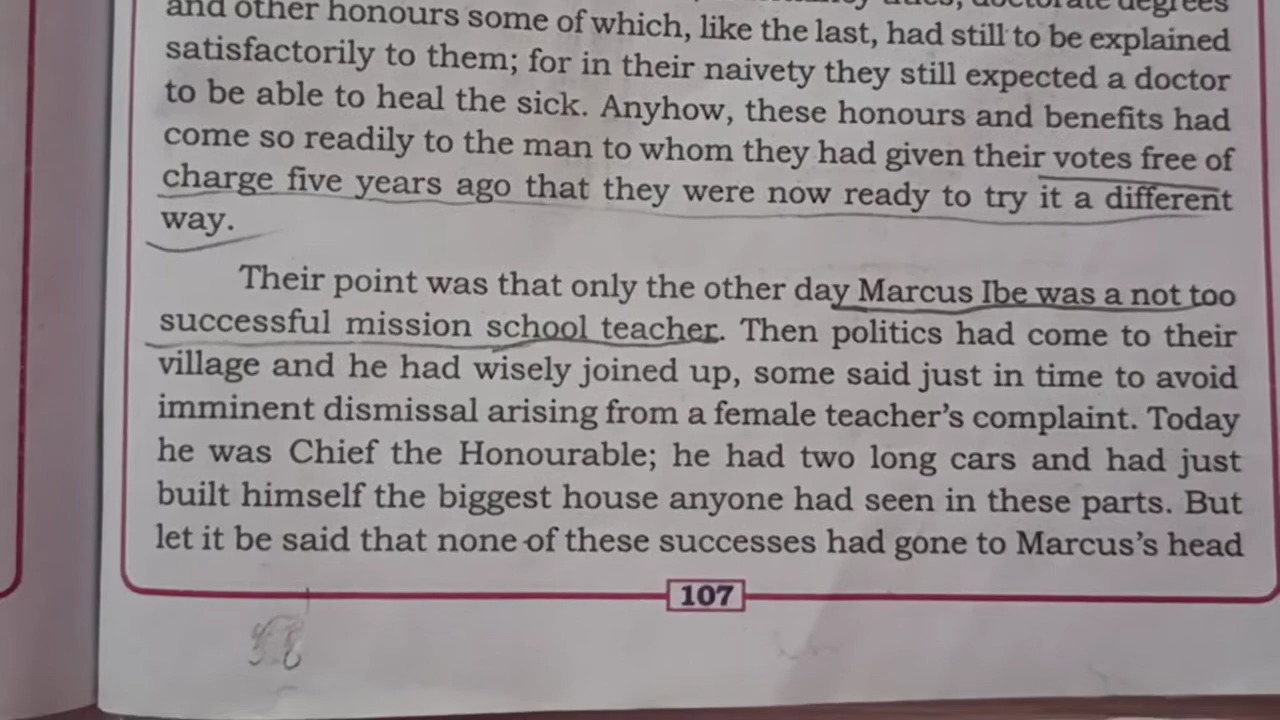 and other honours some of which, like the last, had still to be explained
satisfactorily to them; for in their naivety they still expected a doctor
to be able to heal the sick. Anyhow, these honours and benefits had
come so readily to the man to whom they had given their votes free of
charge five years ago that they were now ready to try it a different
way.
Their point was that only the other day Marcus Ibe was a not too
successful mission school teacher. Then politics had come to their
village and he had wisely joined up, some said just in time to avoid
imminent dismissal arising from a female teacher's complaint. Today
he was Chief the Honourable; he had two long cars and had just
built himself the biggest house anyone had seen in these parts. But
let it be said that none of these successes had gone to Marcus's head
107